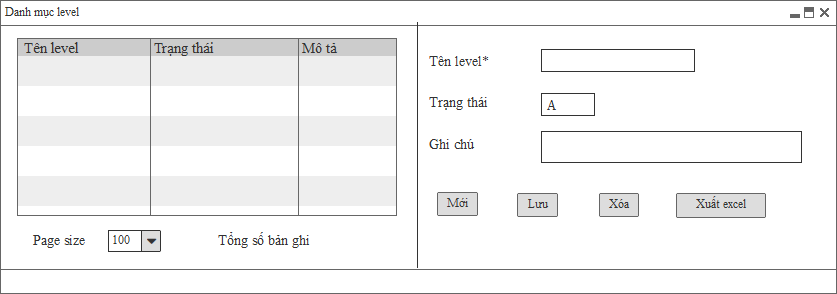 Danh mục level
Tên level
Trạng thái
Mô tả
Page size
100
Tổng số bản ghi
Tên level*
Trạng thái
A
Ghi chú
Mới
Lưu
Xóa
Xuất excel